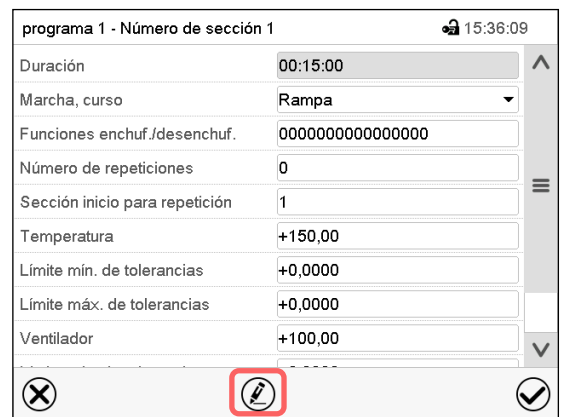 programa 1 - Número de sección 1 15:36:09
Duración 00:15:00
Marcha, curso Rampa
Funciones enchuf./desenchuf. 0000000000000000
Número de repeticiones 0
Sección inicio para repetición 1
Temperatura +150,00
Límite mín. de tolerancias +0,0000
Límite máx. de tolerancias +0,0000
Ventilador +100,00